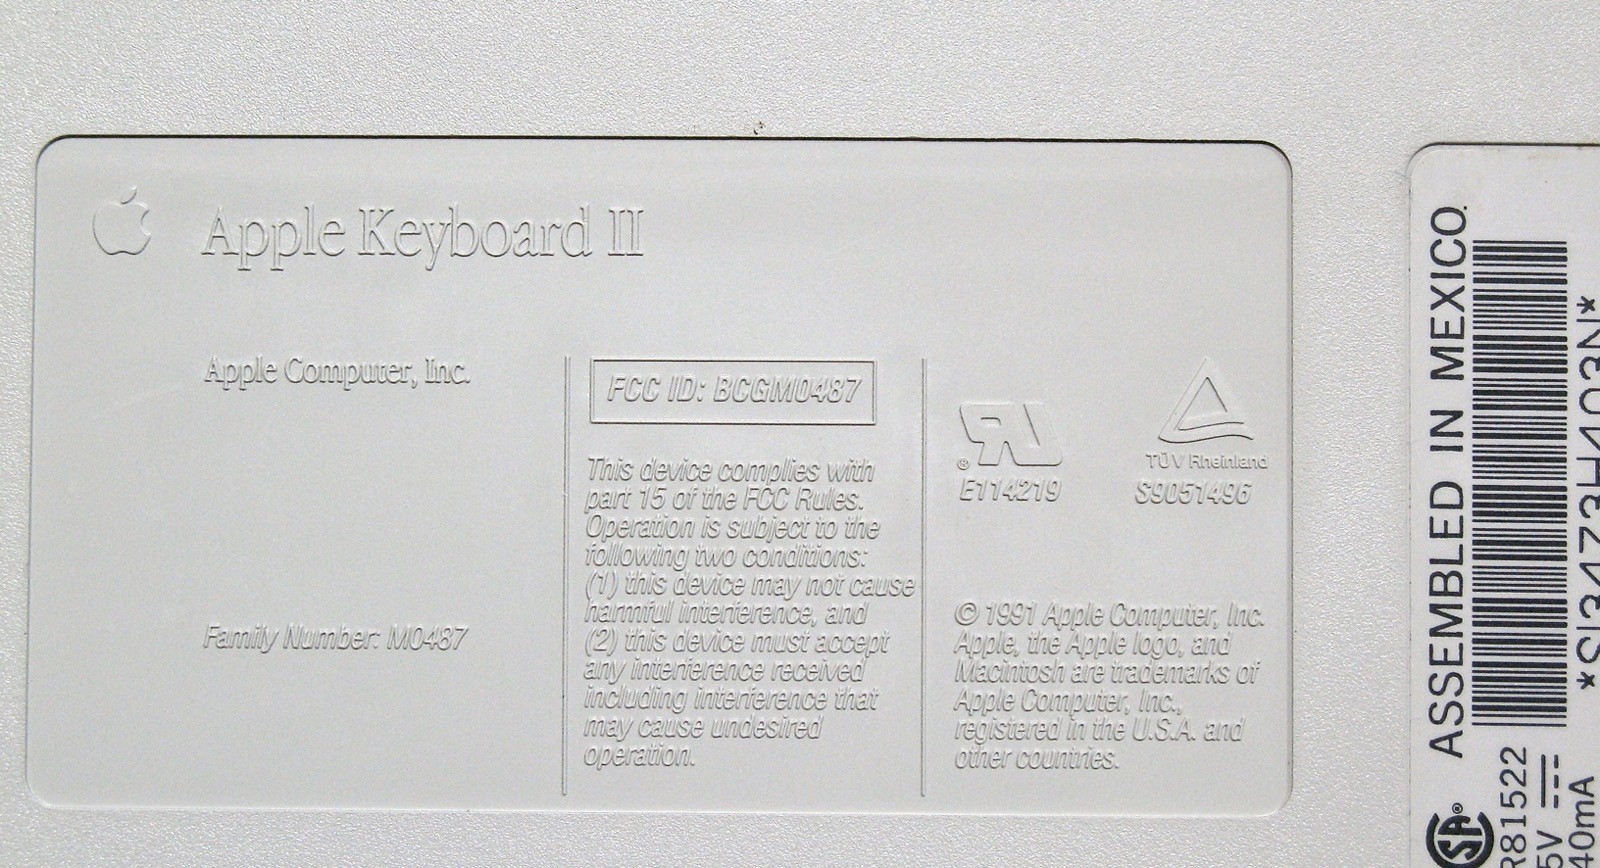 Apple Keyboard II
Apple Computer, Inc.
Family Number: M0487
FCC ID: BCGM0487
This device complies with
part 15 of the FCC Rules.
Operation is subject to the
following two conditions:
(1) this device may not cause
harmful interference, and
(2) this device must accept
any interference received
including interference that
may cause undesired
operation.
®
E114219
TÜV Rheinland
S9051496
© 1991 Apple Computer, Inc.
Apple, the Apple logo, and
Macintosh are trademarks of
Apple Computer, Inc.,
registered in the U.S.A. and
other countries.
ASSEMBLED IN MEXICO.
R81522
5V
40mA